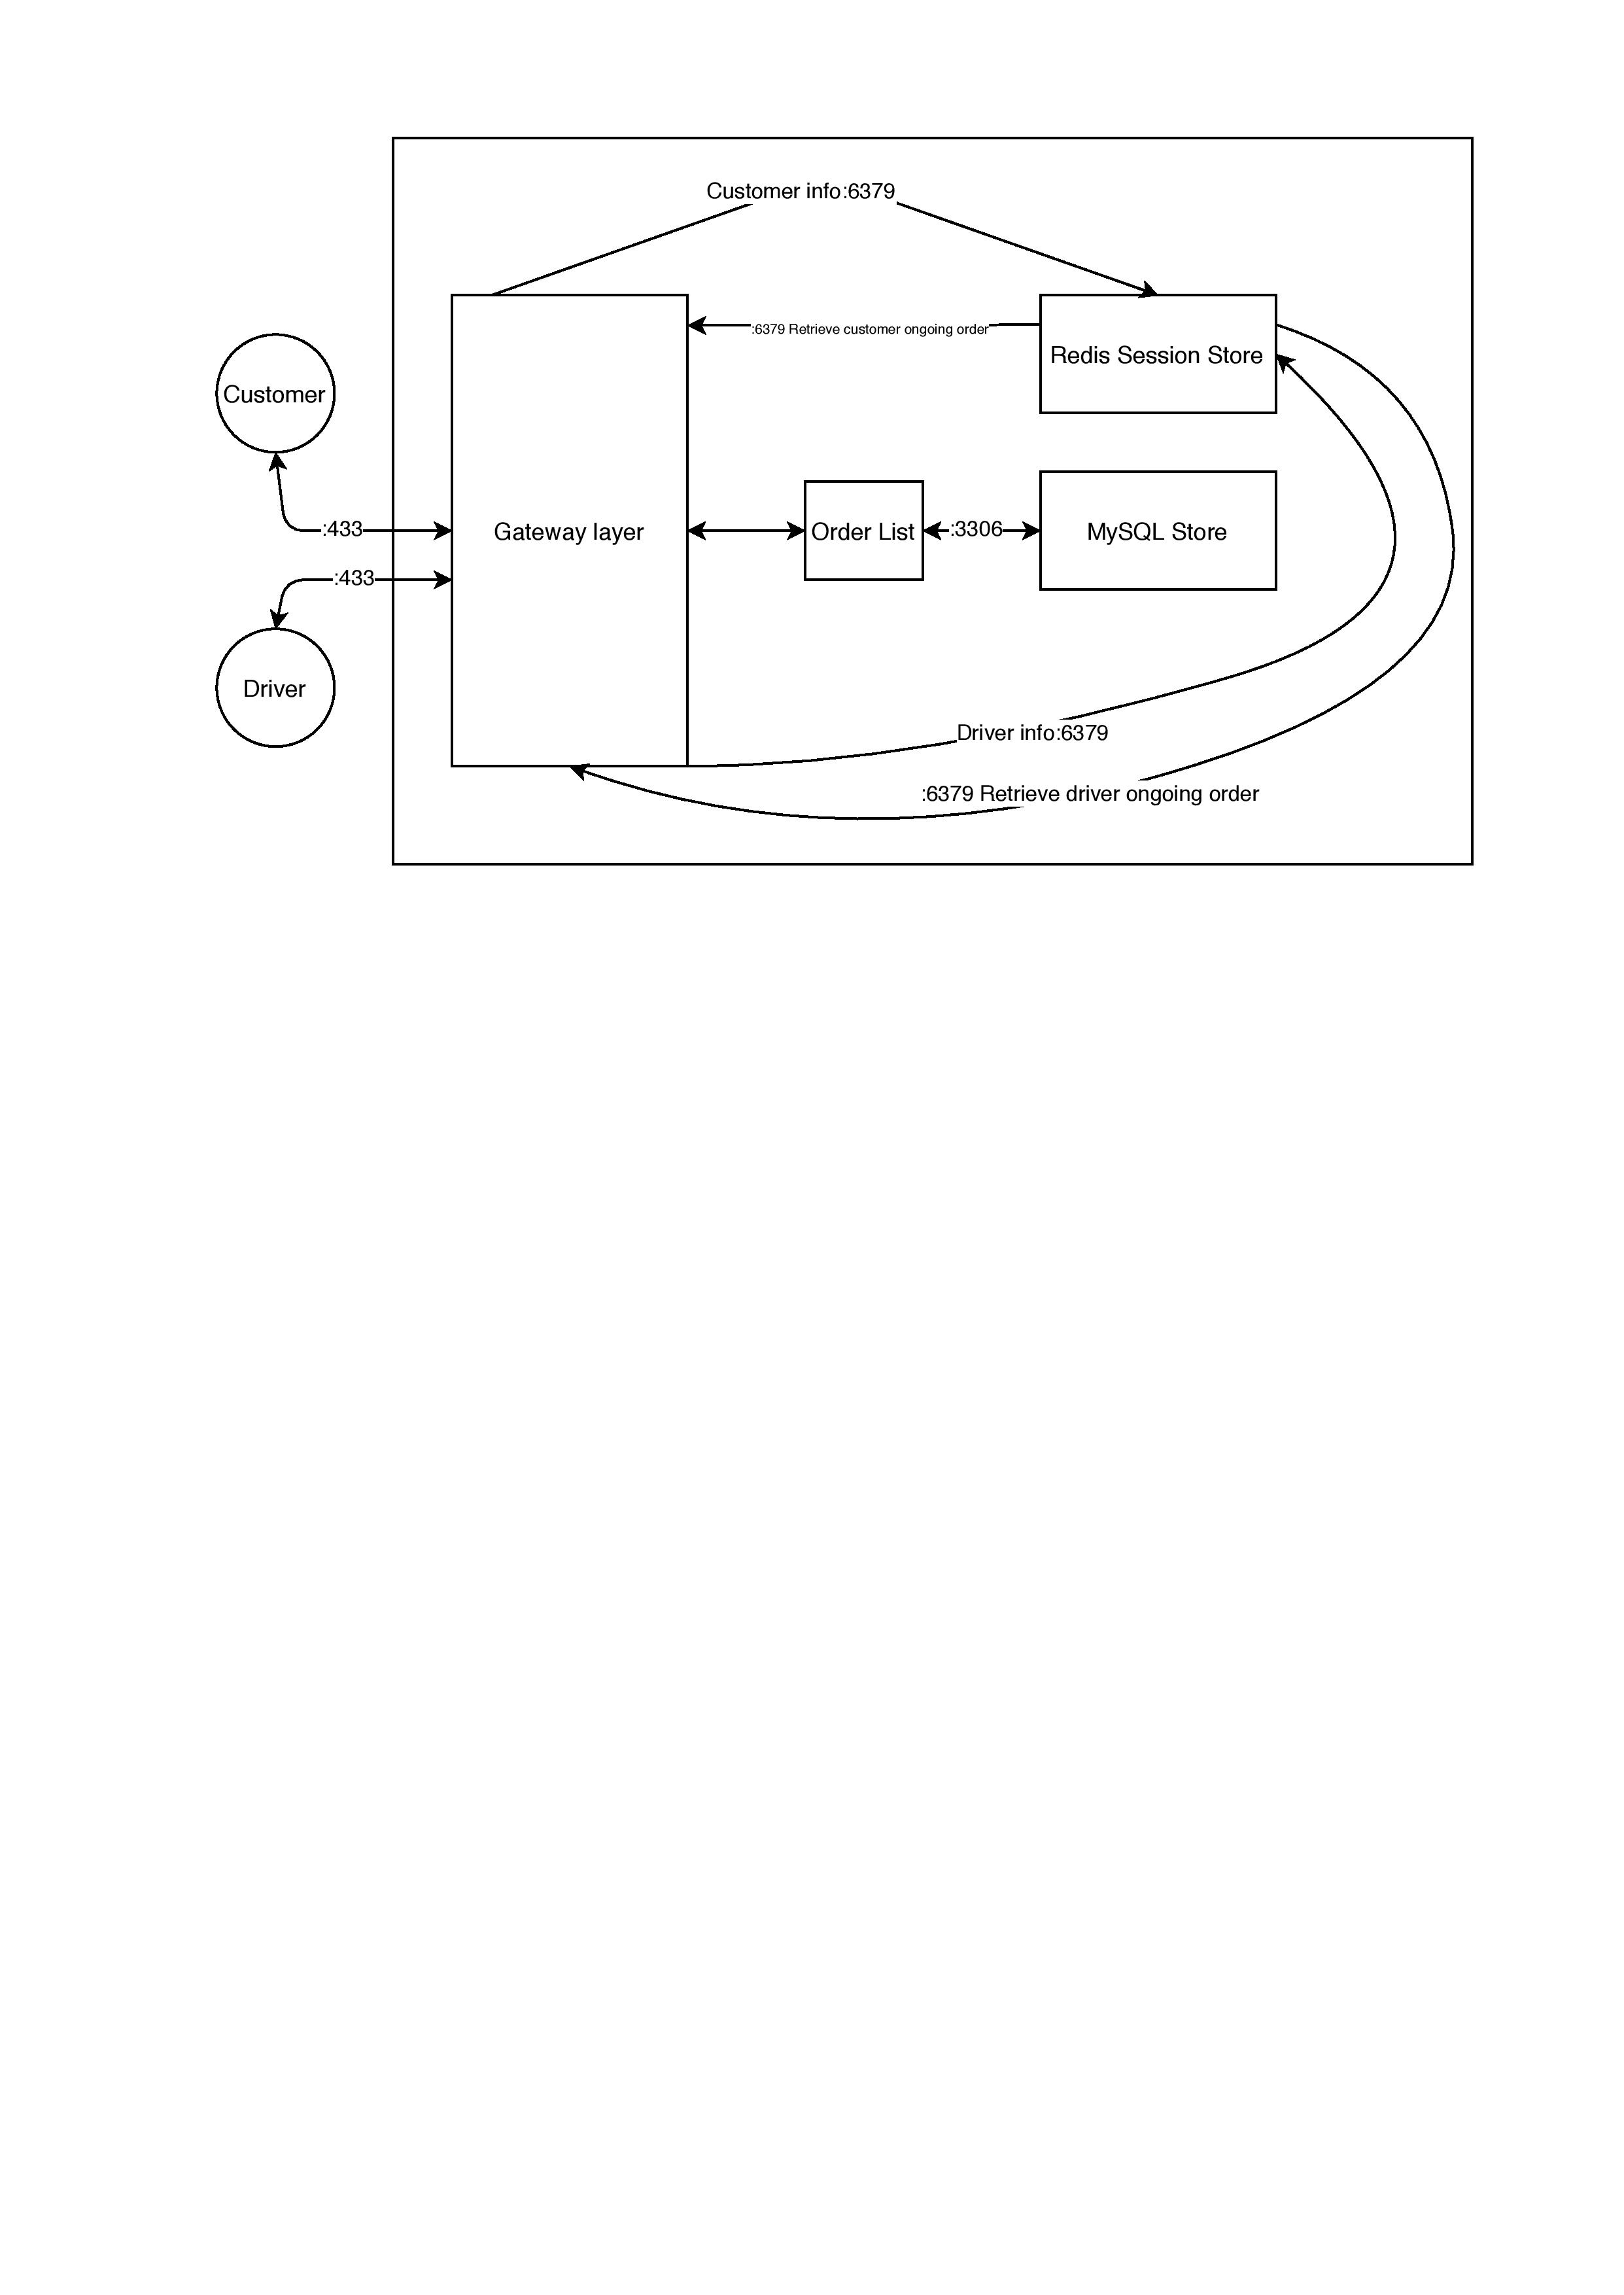 Customer info:6379
:6379 Retrieve customer ongoing order
Redis Session Store
Customer
:433
Gateway layer
Order List
:3306
MySQL Store
:433
Driver
Driver info:6379
:6379 Retrieve driver ongoing order